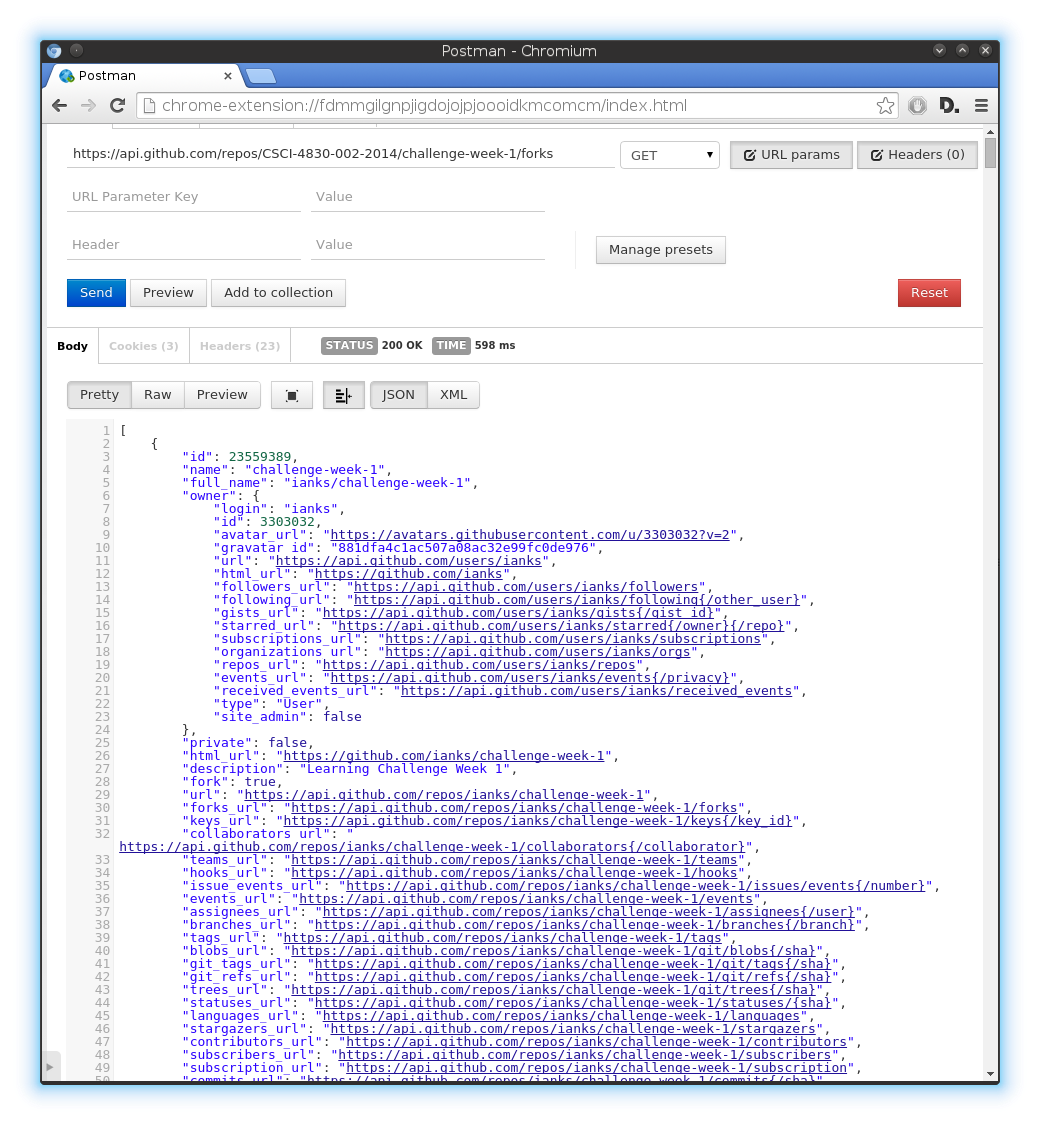 Postman - Chromium
Postman
chrome-extension://fdmmgilgnpjigdojojpjoooidkmcomcm/index.html
D.
https://api.github.com/repos/CSCI-4830-002-2014/challenge-week-1/forks GET URL params Headers (0)
URL Parameter Key Value
Header Value Manage presets
Send Preview Add to collection Reset
Body Cookies (3) Headers (23) STATUS 200 OK TIME 598 ms
Pretty Raw Preview JSON XML
1 [
2 {
3 "id": 23559389,
4 "name": "challenge-week-1",
5 "full_name": "ianks/challenge-week-1",
6 "owner": {
7 "login": "ianks",
8 "id": 3303032,
9 "avatar_url": "https://avatars.githubusercontent.com/u/3303032?v=2",
10 "gravatar_id": "881dfa4c1ac507a08ac32e99fc0de976",
11 "url": "https://api.github.com/users/ianks",
12 "html_url": "https://github.com/ianks",
13 "followers_url": "https://api.github.com/users/ianks/followers",
14 "following_url": "https://api.github.com/users/ianks/following{/other_user}",
15 "gists_url": "https://api.github.com/users/ianks/gists{/gist_id}",
16 "starred_url": "https://api.github.com/users/ianks/starred{/owner}{/repo}",
17 "subscriptions_url": "https://api.github.com/users/ianks/subscriptions",
18 "organizations_url": "https://api.github.com/users/ianks/orgs",
19 "repos_url": "https://api.github.com/users/ianks/repos",
20 "events_url": "https://api.github.com/users/ianks/events{/privacy}",
21 "received_events_url": "https://api.github.com/users/ianks/received_events",
22 "type": "User",
23 "site_admin": false
24 },
25 "private": false,
26 "html_url": "https://github.com/ianks/challenge-week-1",
27 "description": "Learning Challenge Week 1",
28 "fork": true,
29 "url": "https://api.github.com/repos/ianks/challenge-week-1",
30 "forks_url": "https://api.github.com/repos/ianks/challenge-week-1/forks",
31 "keys_url": "https://api.github.com/repos/ianks/challenge-week-1/keys{/key_id}",
32 "collaborators_url": "
https://api.github.com/repos/ianks/challenge-week-1/collaborators{/collaborator}",
33 "teams_url": "https://api.github.com/repos/ianks/challenge-week-1/teams",
34 "hooks_url": "https://api.github.com/repos/ianks/challenge-week-1/hooks",
35 "issue_events_url": "https://api.github.com/repos/ianks/challenge-week-1/issues/events{/number}",
36 "events_url": "https://api.github.com/repos/ianks/challenge-week-1/events",
37 "assignees_url": "https://api.github.com/repos/ianks/challenge-week-1/assignees{/user}",
38 "branches_url": "https://api.github.com/repos/ianks/challenge-week-1/branches{/branch}",
39 "tags_url": "https://api.github.com/repos/ianks/challenge-week-1/tags",
40 "blobs_url": "https://api.github.com/repos/ianks/challenge-week-1/git/blobs{/sha}",
41 "git_tags_url": "https://api.github.com/repos/ianks/challenge-week-1/git/tags{/sha}",
42 "git_refs_url": "https://api.github.com/repos/ianks/challenge-week-1/git/refs{/sha}",
43 "trees_url": "https://api.github.com/repos/ianks/challenge-week-1/git/trees{/sha}",
44 "statuses_url": "https://api.github.com/repos/ianks/challenge-week-1/statuses/{sha}",
45 "languages_url": "https://api.github.com/repos/ianks/challenge-week-1/languages",
46 "stargazers_url": "https://api.github.com/repos/ianks/challenge-week-1/stargazers",
47 "contributors_url": "https://api.github.com/repos/ianks/challenge-week-1/contributors",
48 "subscribers_url": "https://api.github.com/repos/ianks/challenge-week-1/subscribers",
49 "subscription_url": "https://api.github.com/repos/ianks/challenge-week-1/subscription",
50 "commits_url": "https://api.github.com/repos/ianks/challenge-week-1/commits{/sha}",